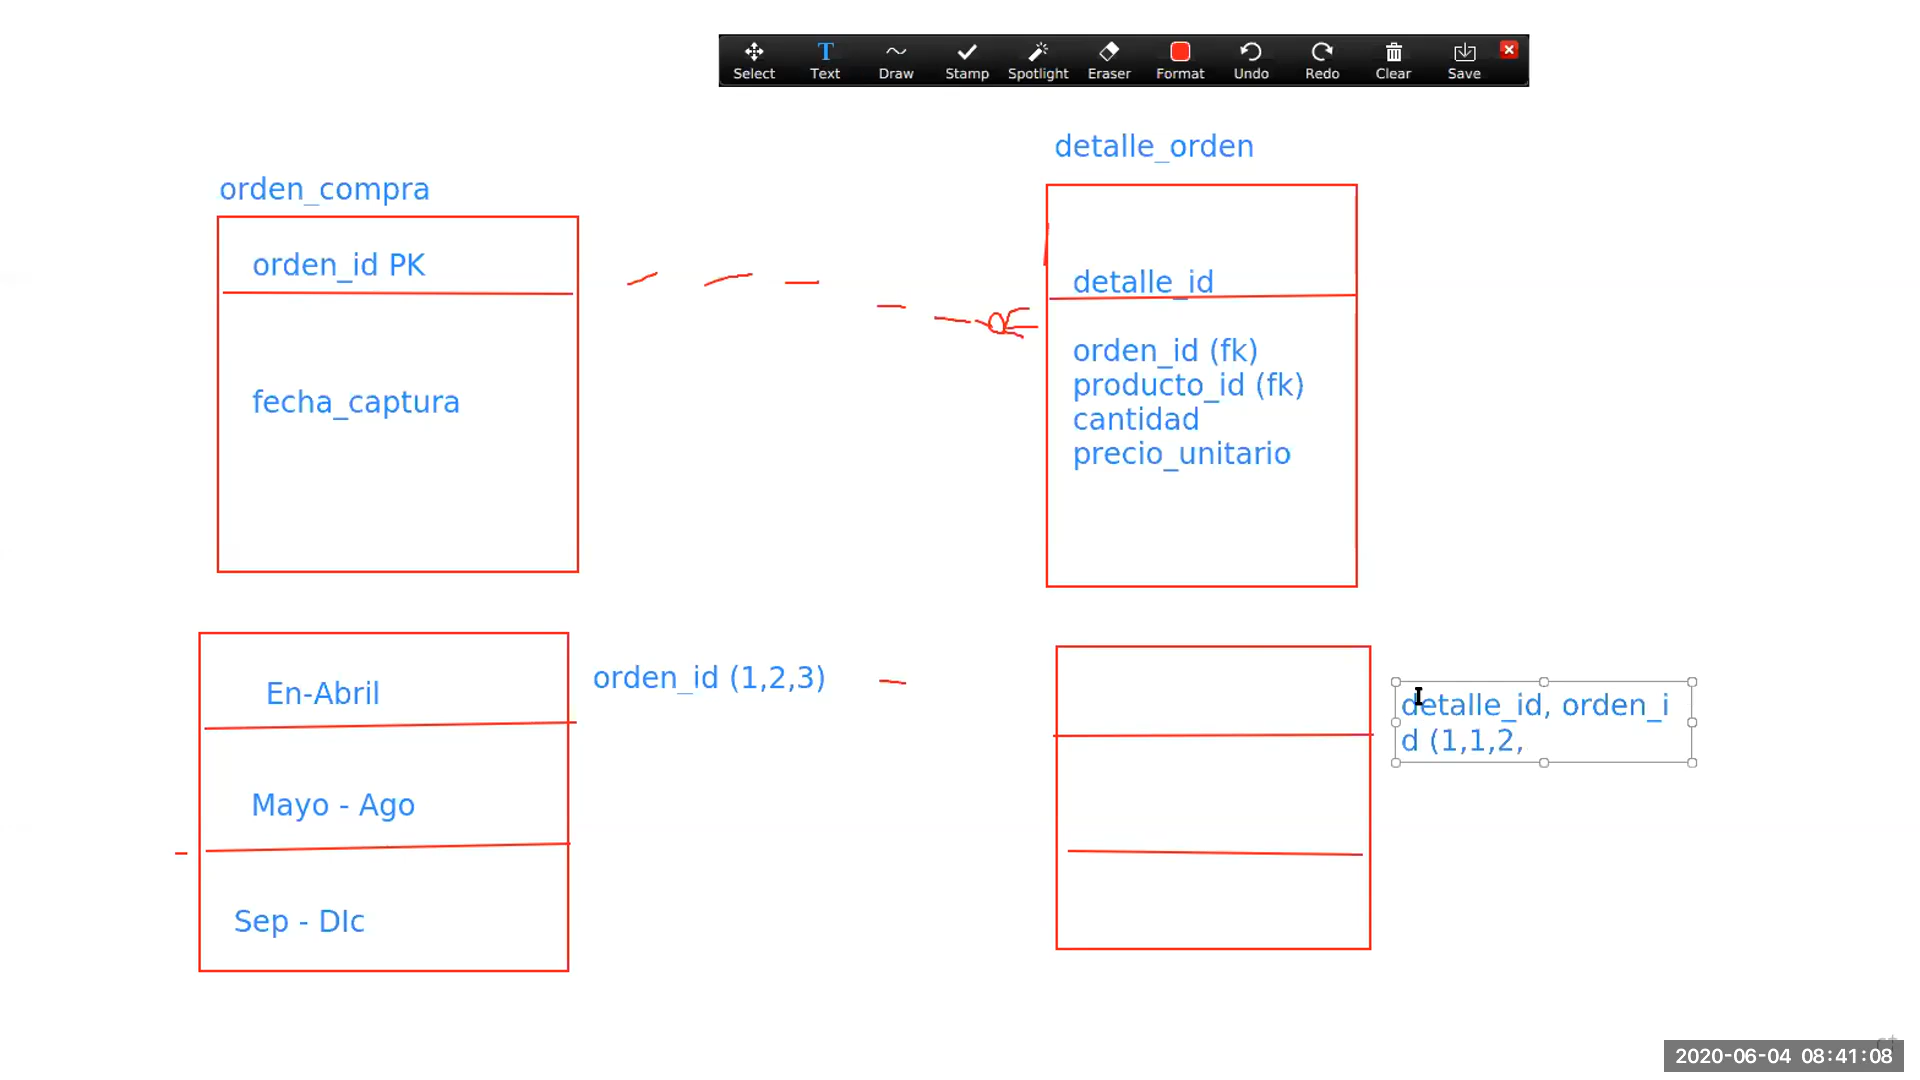 Select Text Draw Stamp Spotlight Eraser Format Undo Redo Clear Save
detalle_orden
orden_compra
orden_id PK
fecha_captura
detalle_id
orden_id (fk)
producto_id (fk)
cantidad
precio_unitario
En-Abril
Mayo - Ago
Sep - DIc
orden_id (1,2,3)
detalle_id, orden_i
d (1,1,2,
2020-06-04 08:41:08